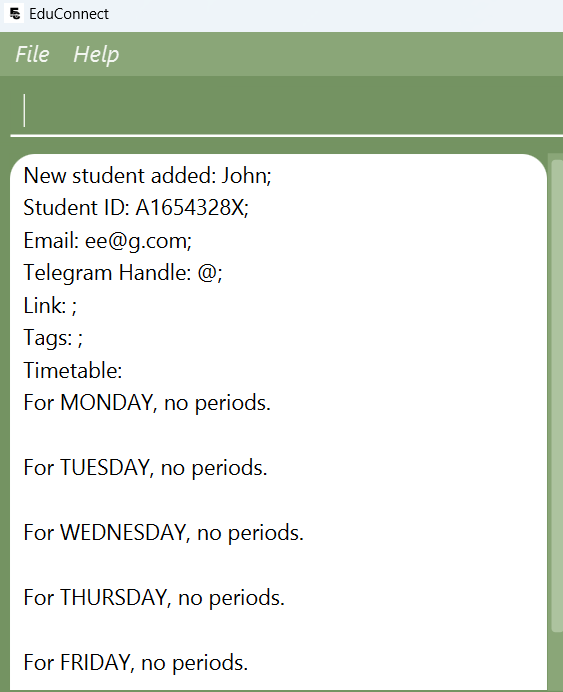 EduConnect
File Help
New student added: John;
Student ID: A1654328X;
Email: ee@g.com;
Telegram Handle: @;
Link: ;
Tags: ;
Timetable:
For MONDAY, no periods.
For TUESDAY, no periods.
For WEDNESDAY, no periods.
For THURSDAY, no periods.
For FRIDAY, no periods.